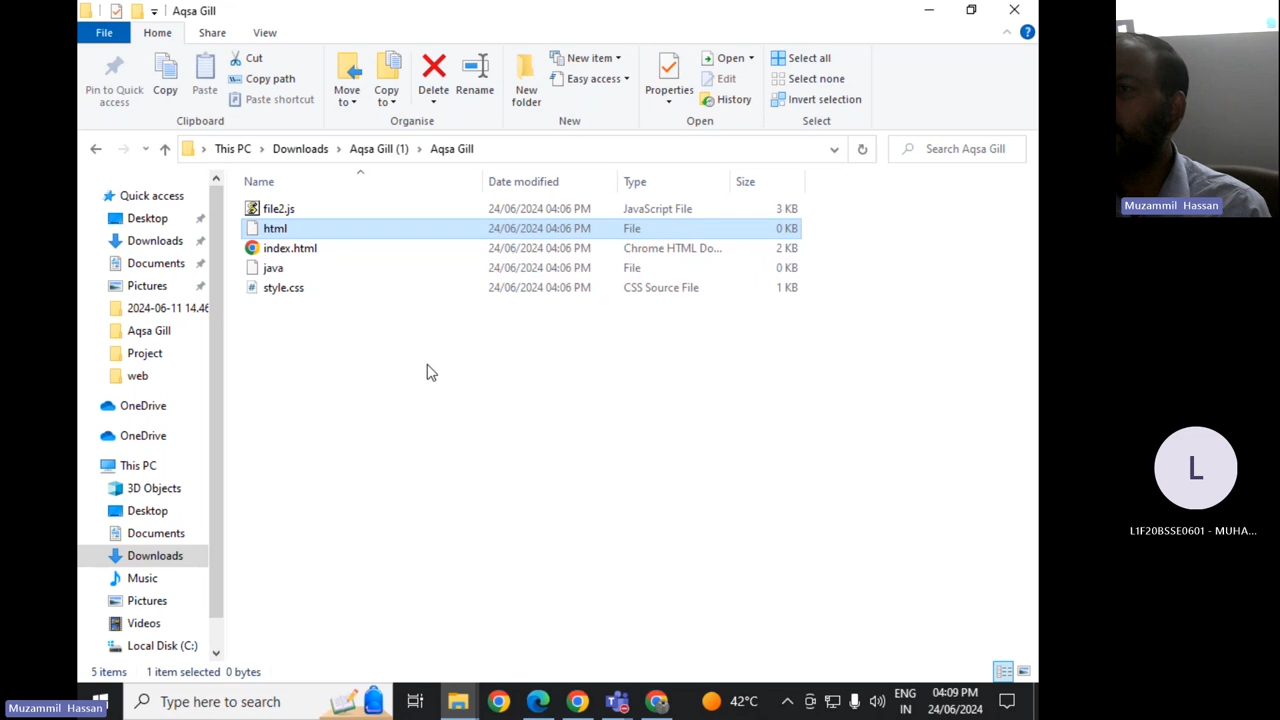 Aqsa Gill
File Home Share View
Pin to Quick access
Copy
Paste
Cut
Copy path
Paste shortcut
Clipboard
Move to
Copy to
Delete
Rename
Organise
New folder
New item
Easy access
New
Properties
Open
Edit
History
Open
Select all
Select none
Invert selection
Select
This PC > Downloads > Aqsa Gill (1) > Aqsa Gill
Search Aqsa Gill
Name Date modified Type Size
file2.js 24/06/2024 04:06 PM JavaScript File 3 KB
html 24/06/2024 04:06 PM File 0 KB
index.html 24/06/2024 04:06 PM Chrome HTML Do... 2 KB
java 24/06/2024 04:06 PM File 0 KB
style.css 24/06/2024 04:06 PM CSS Source File 1 KB
Quick access
Desktop
Downloads
Documents
Pictures
2024-06-11 14.46
Aqsa Gill
Project
web
OneDrive
OneDrive
This PC
3D Objects
Desktop
Documents
Downloads
Music
Pictures
Videos
Local Disk (C:)
5 items 1 item selected 0 bytes
Type here to search
42°C
ENG
IN
04:09 PM
24/06/2024
Muzammil Hassan
Muzammil Hassan
L
L1F20BSSE0601 - MUHA...